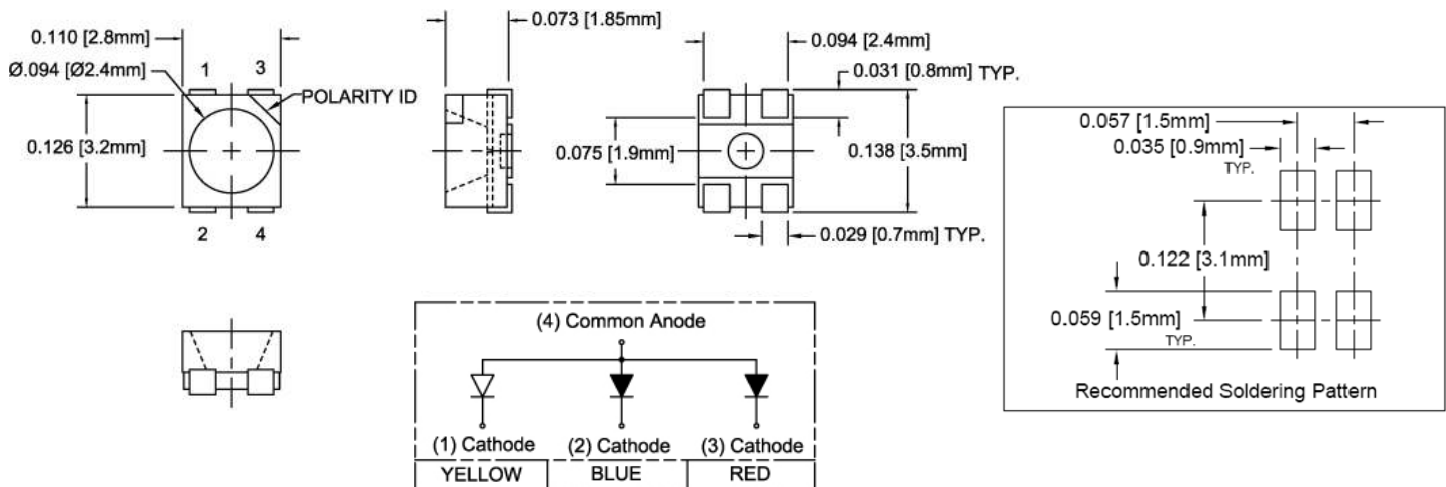 0.110 [2.8mm]
Ø.094 [Ø2.4mm]
1
3
POLARITY ID
0.126 [3.2mm]
2
4
0.073 [1.85mm]
0.094 [2.4mm]
0.031 [0.8mm] TYP.
0.075 [1.9mm]
0.138 [3.5mm]
0.029 [0.7mm] TYP.
0.057 [1.5mm]
0.035 [0.9mm]
TYP.
0.122 [3.1mm]
0.059 [1.5mm]
TYP.
Recommended Soldering Pattern
(4) Common Anode
(1) Cathode
(2) Cathode
(3) Cathode
YELLOW
BLUE
RED